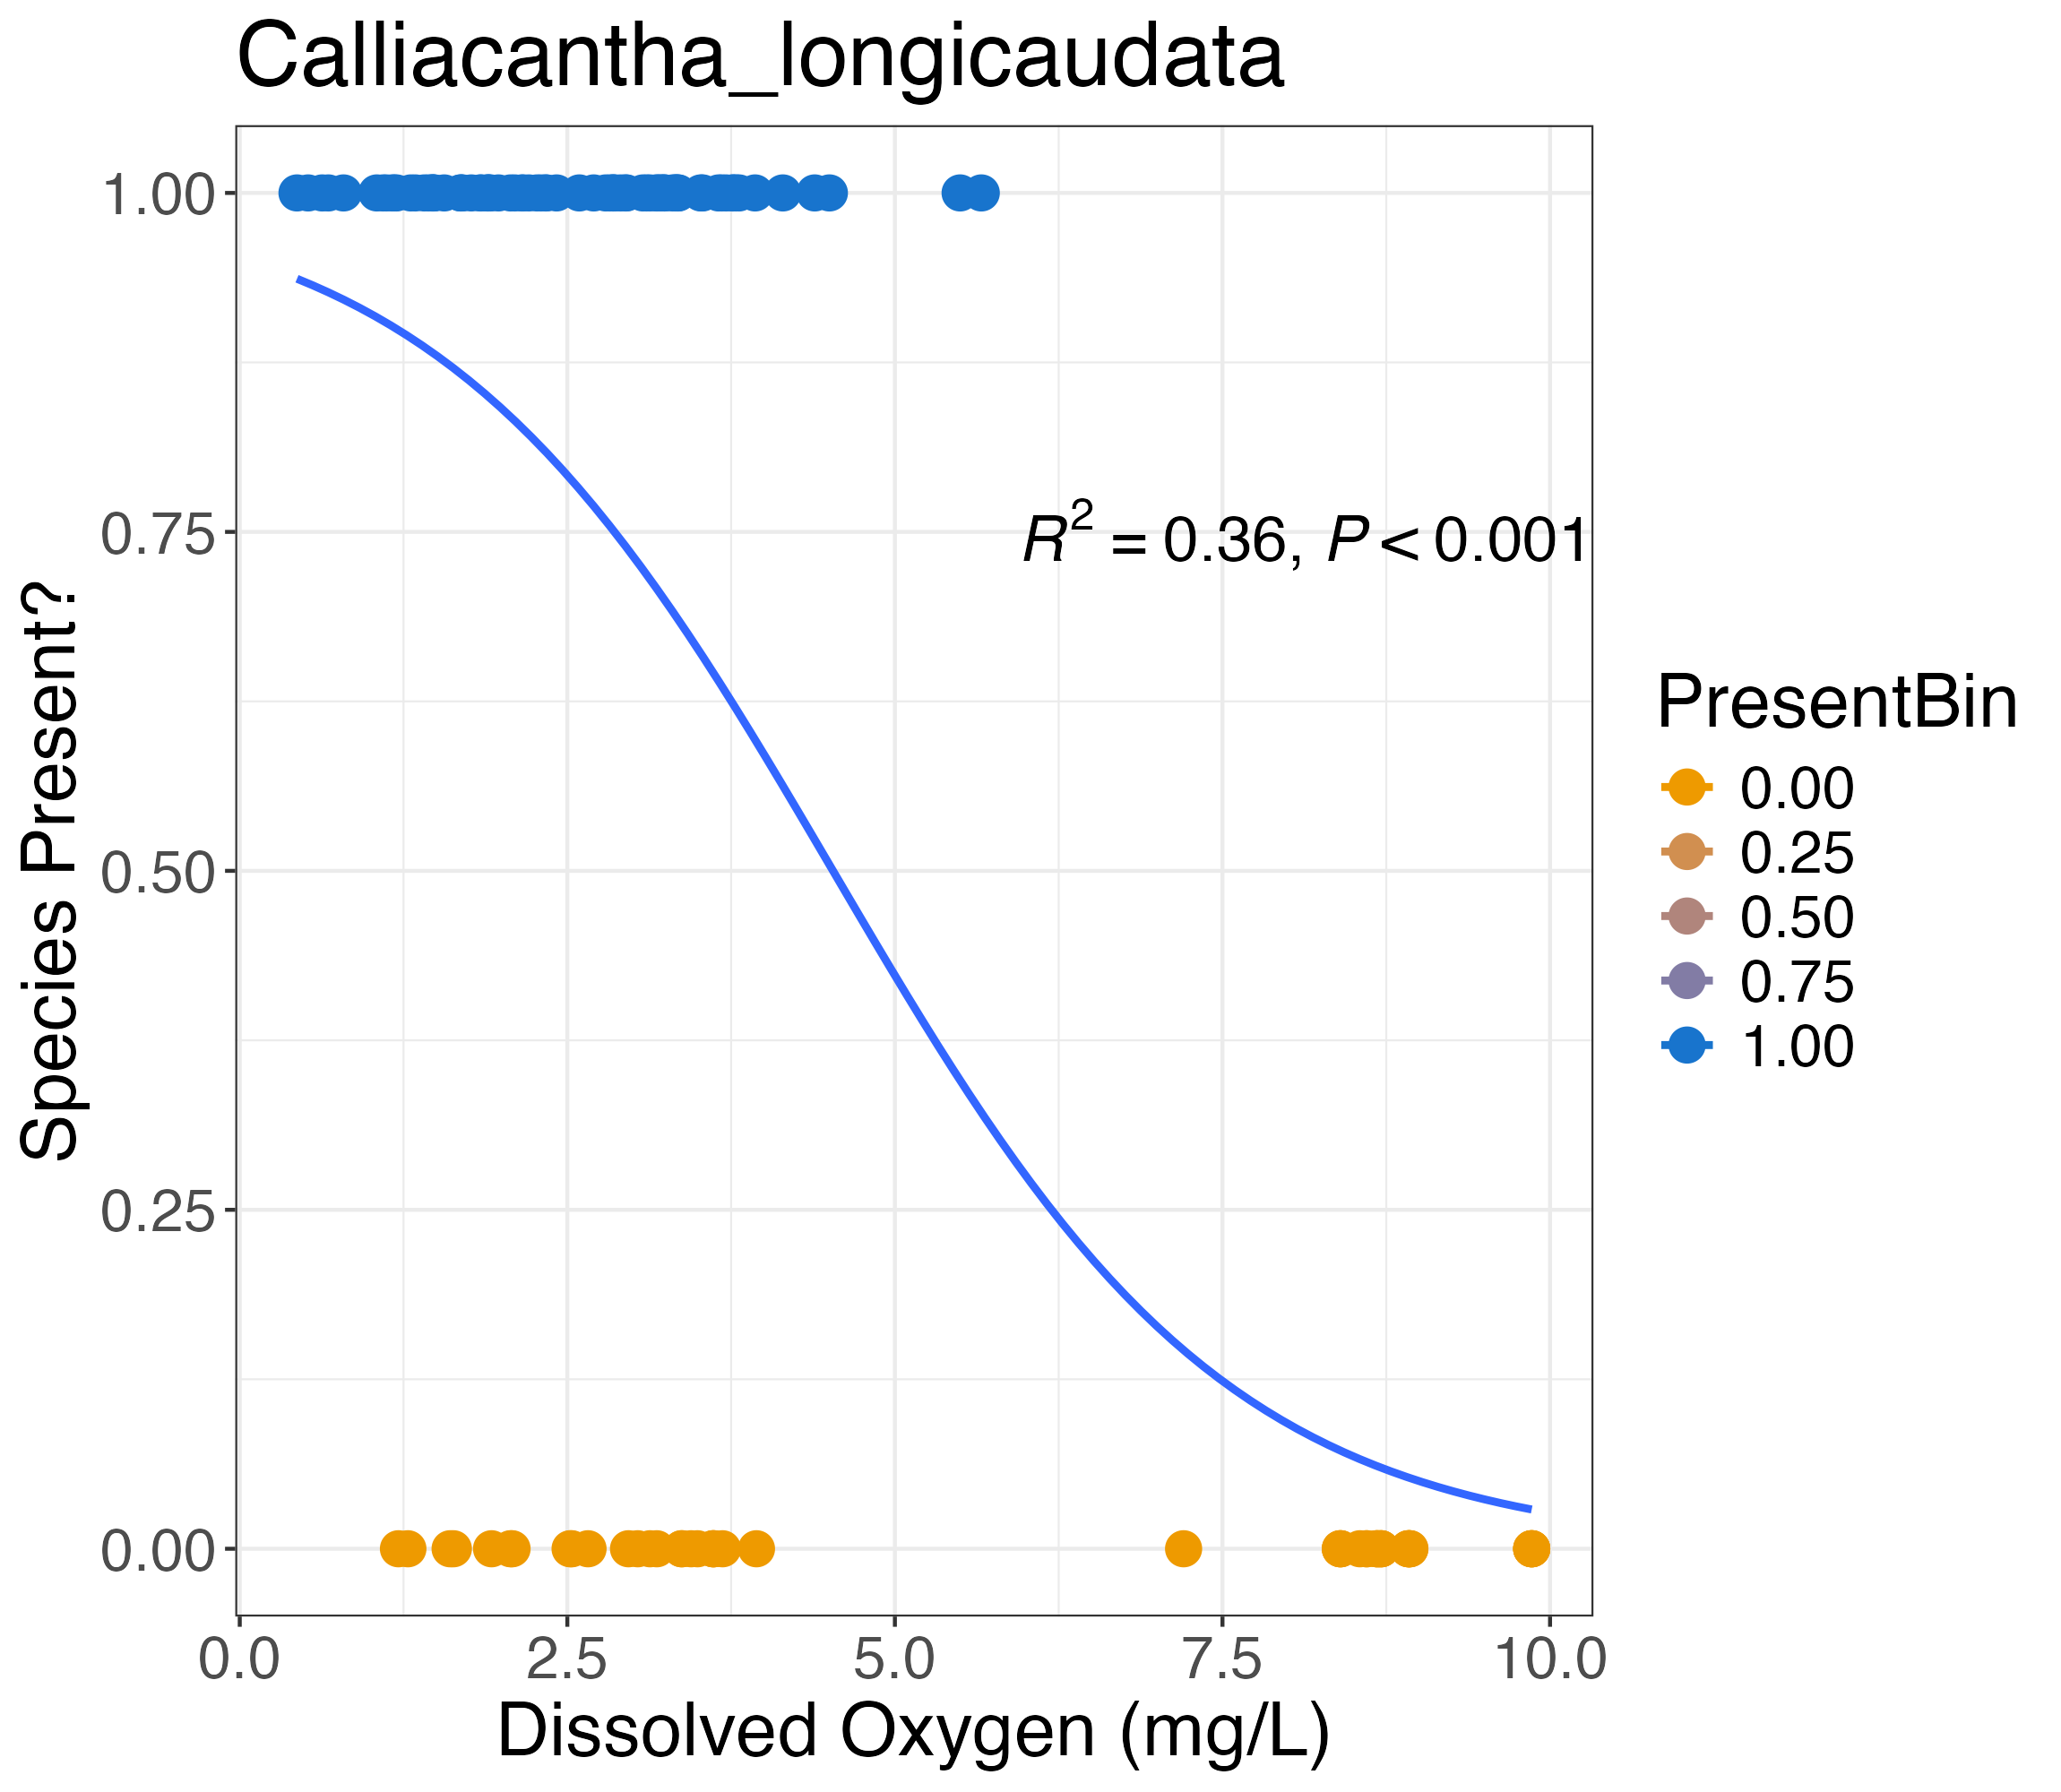 Calliacantha_longicaudata
1.00
0.75
0.50
0.25
0.00
Species Present?
R² = 0.36, P < 0.001
0.0 2.5 5.0 7.5 10.0
Dissolved Oxygen (mg/L)
PresentBin
0.00
0.25
0.50
0.75
1.00